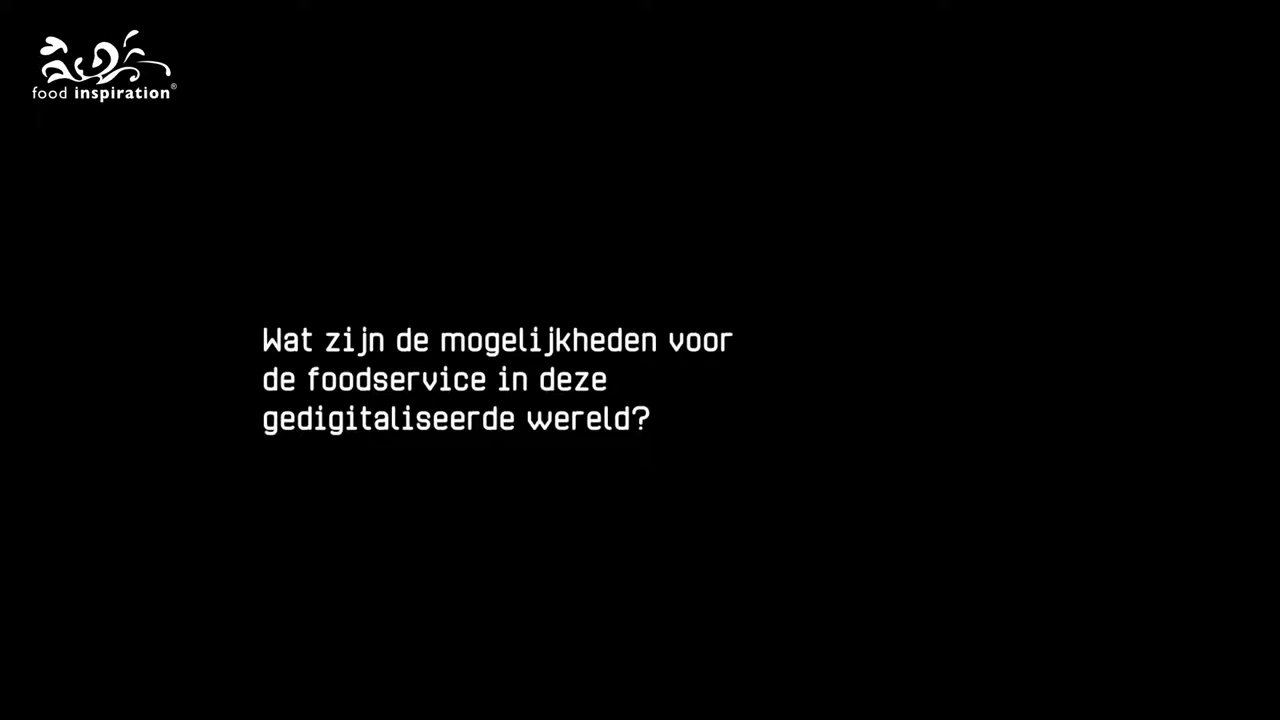 food inspiration®
Wat zijn de mogelijkheden voor
de foodservice in deze
gedigitaliseerde wereld?